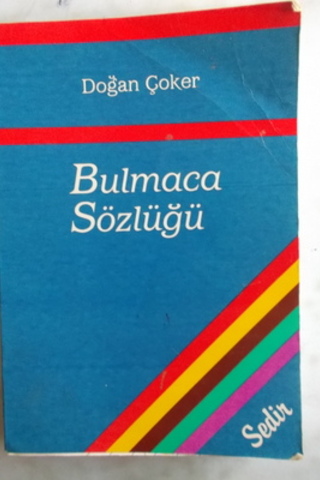 Doğan Çoker
Bulmaca
Sözlüğü
Sedir